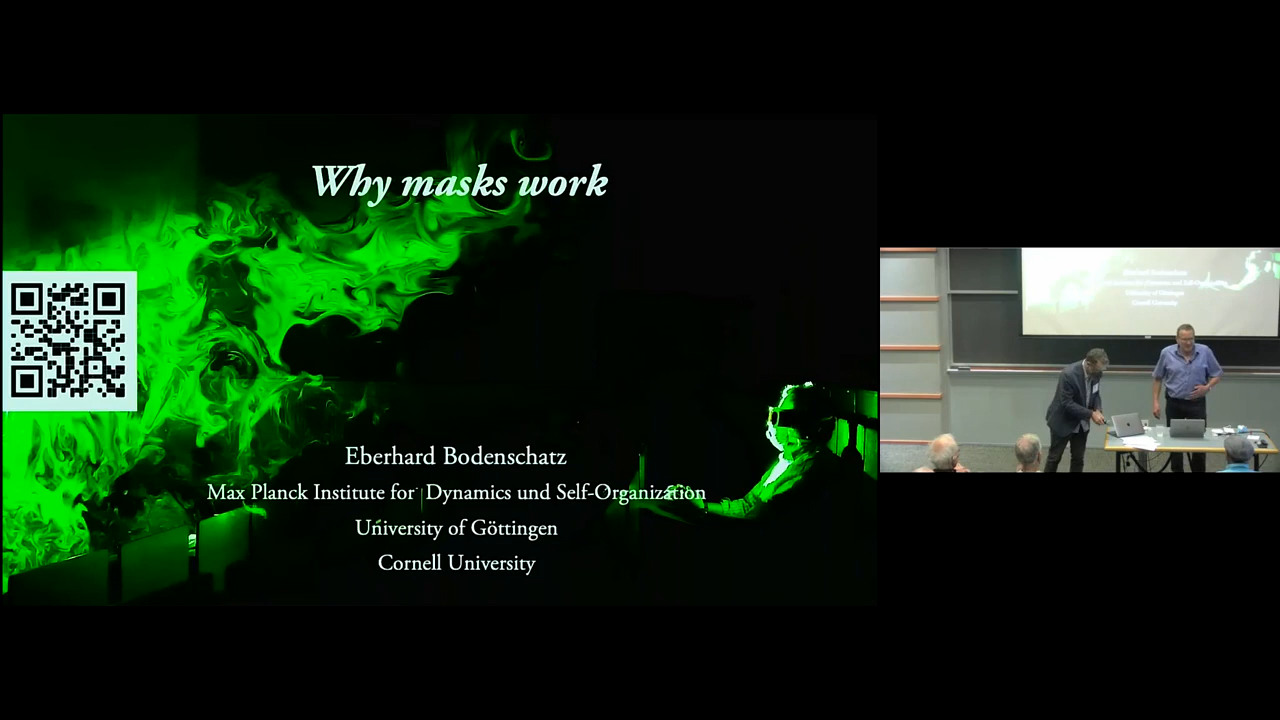 Why masks work
Eberhard Bodenschatz
Max Planck Institute for Dynamics und Self-Organization
University of Göttingen
Cornell University